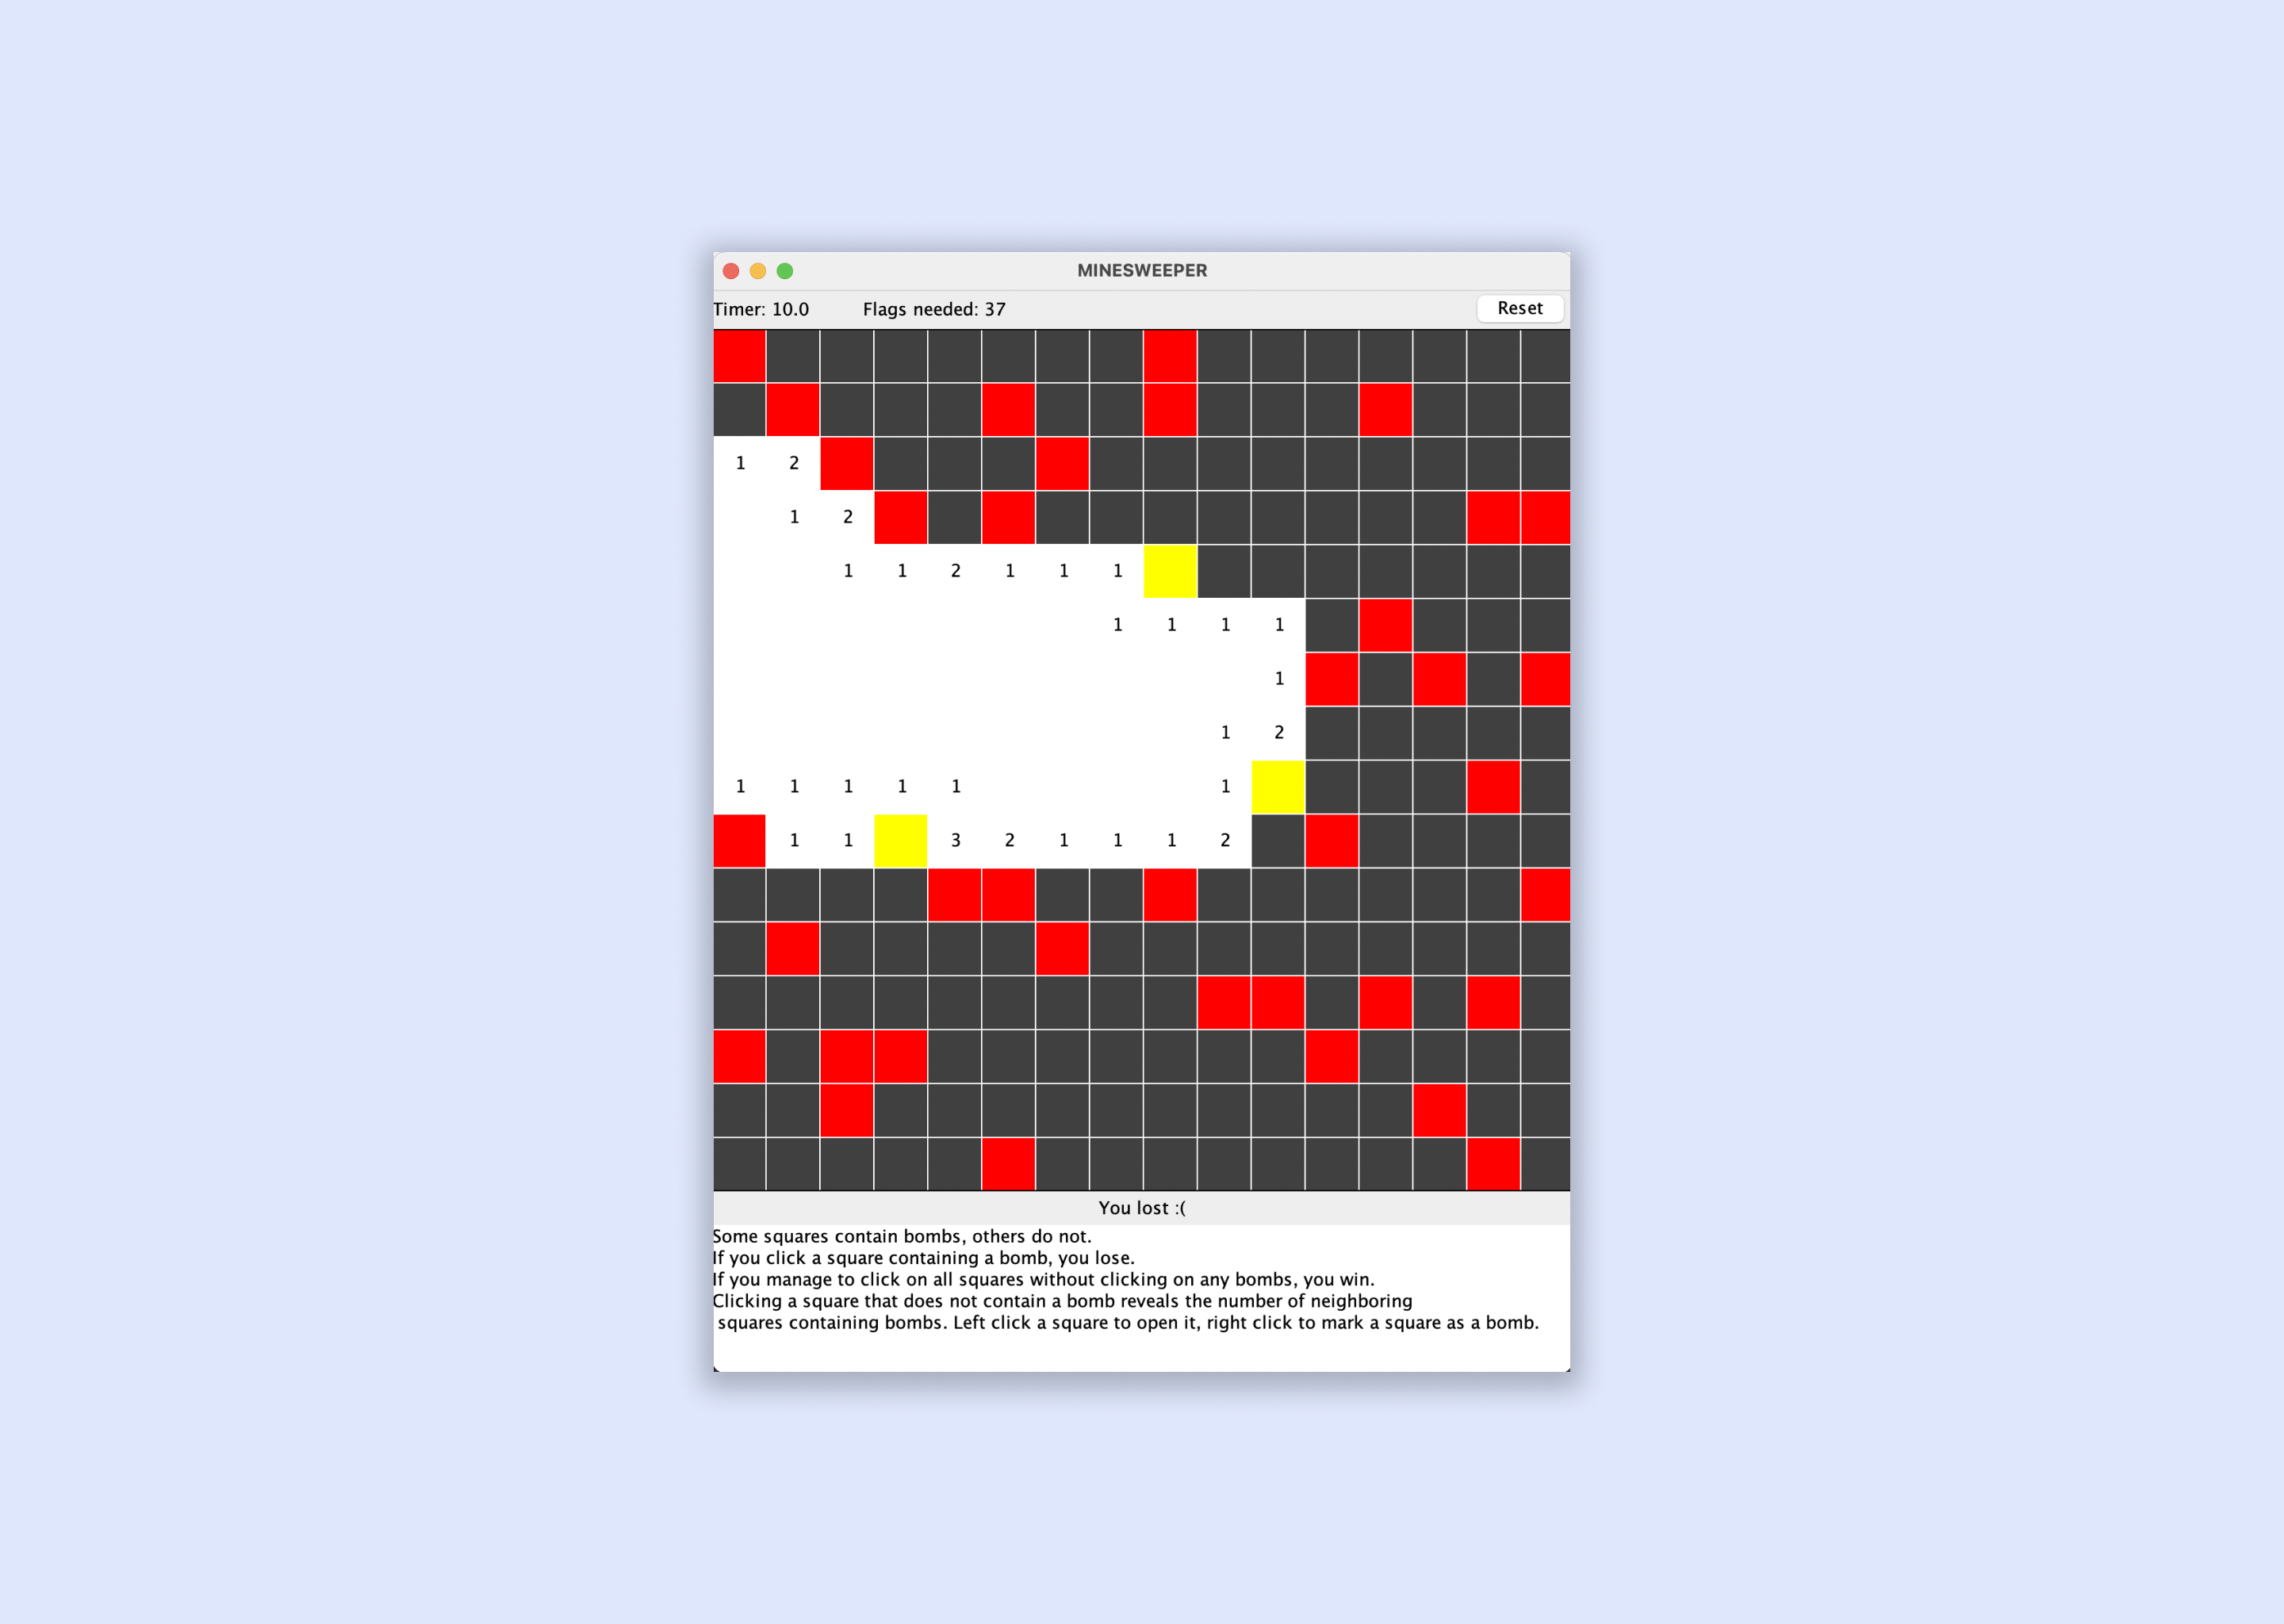 MINESWEEPER
Timer: 10.0 Flags needed: 37 Reset
1 2
1 2
1 1 2 1 1 1
1 1 1 1
1
1 2
1 1 1 1 1 1
1 1 3 2 1 1 1 2
You lost :(
Some squares contain bombs, others do not.
If you click a square containing a bomb, you lose.
If you manage to click on all squares without clicking on any bombs, you win.
Clicking a square that does not contain a bomb reveals the number of neighboring
squares containing bombs. Left click a square to open it, right click to mark a square as a bomb.